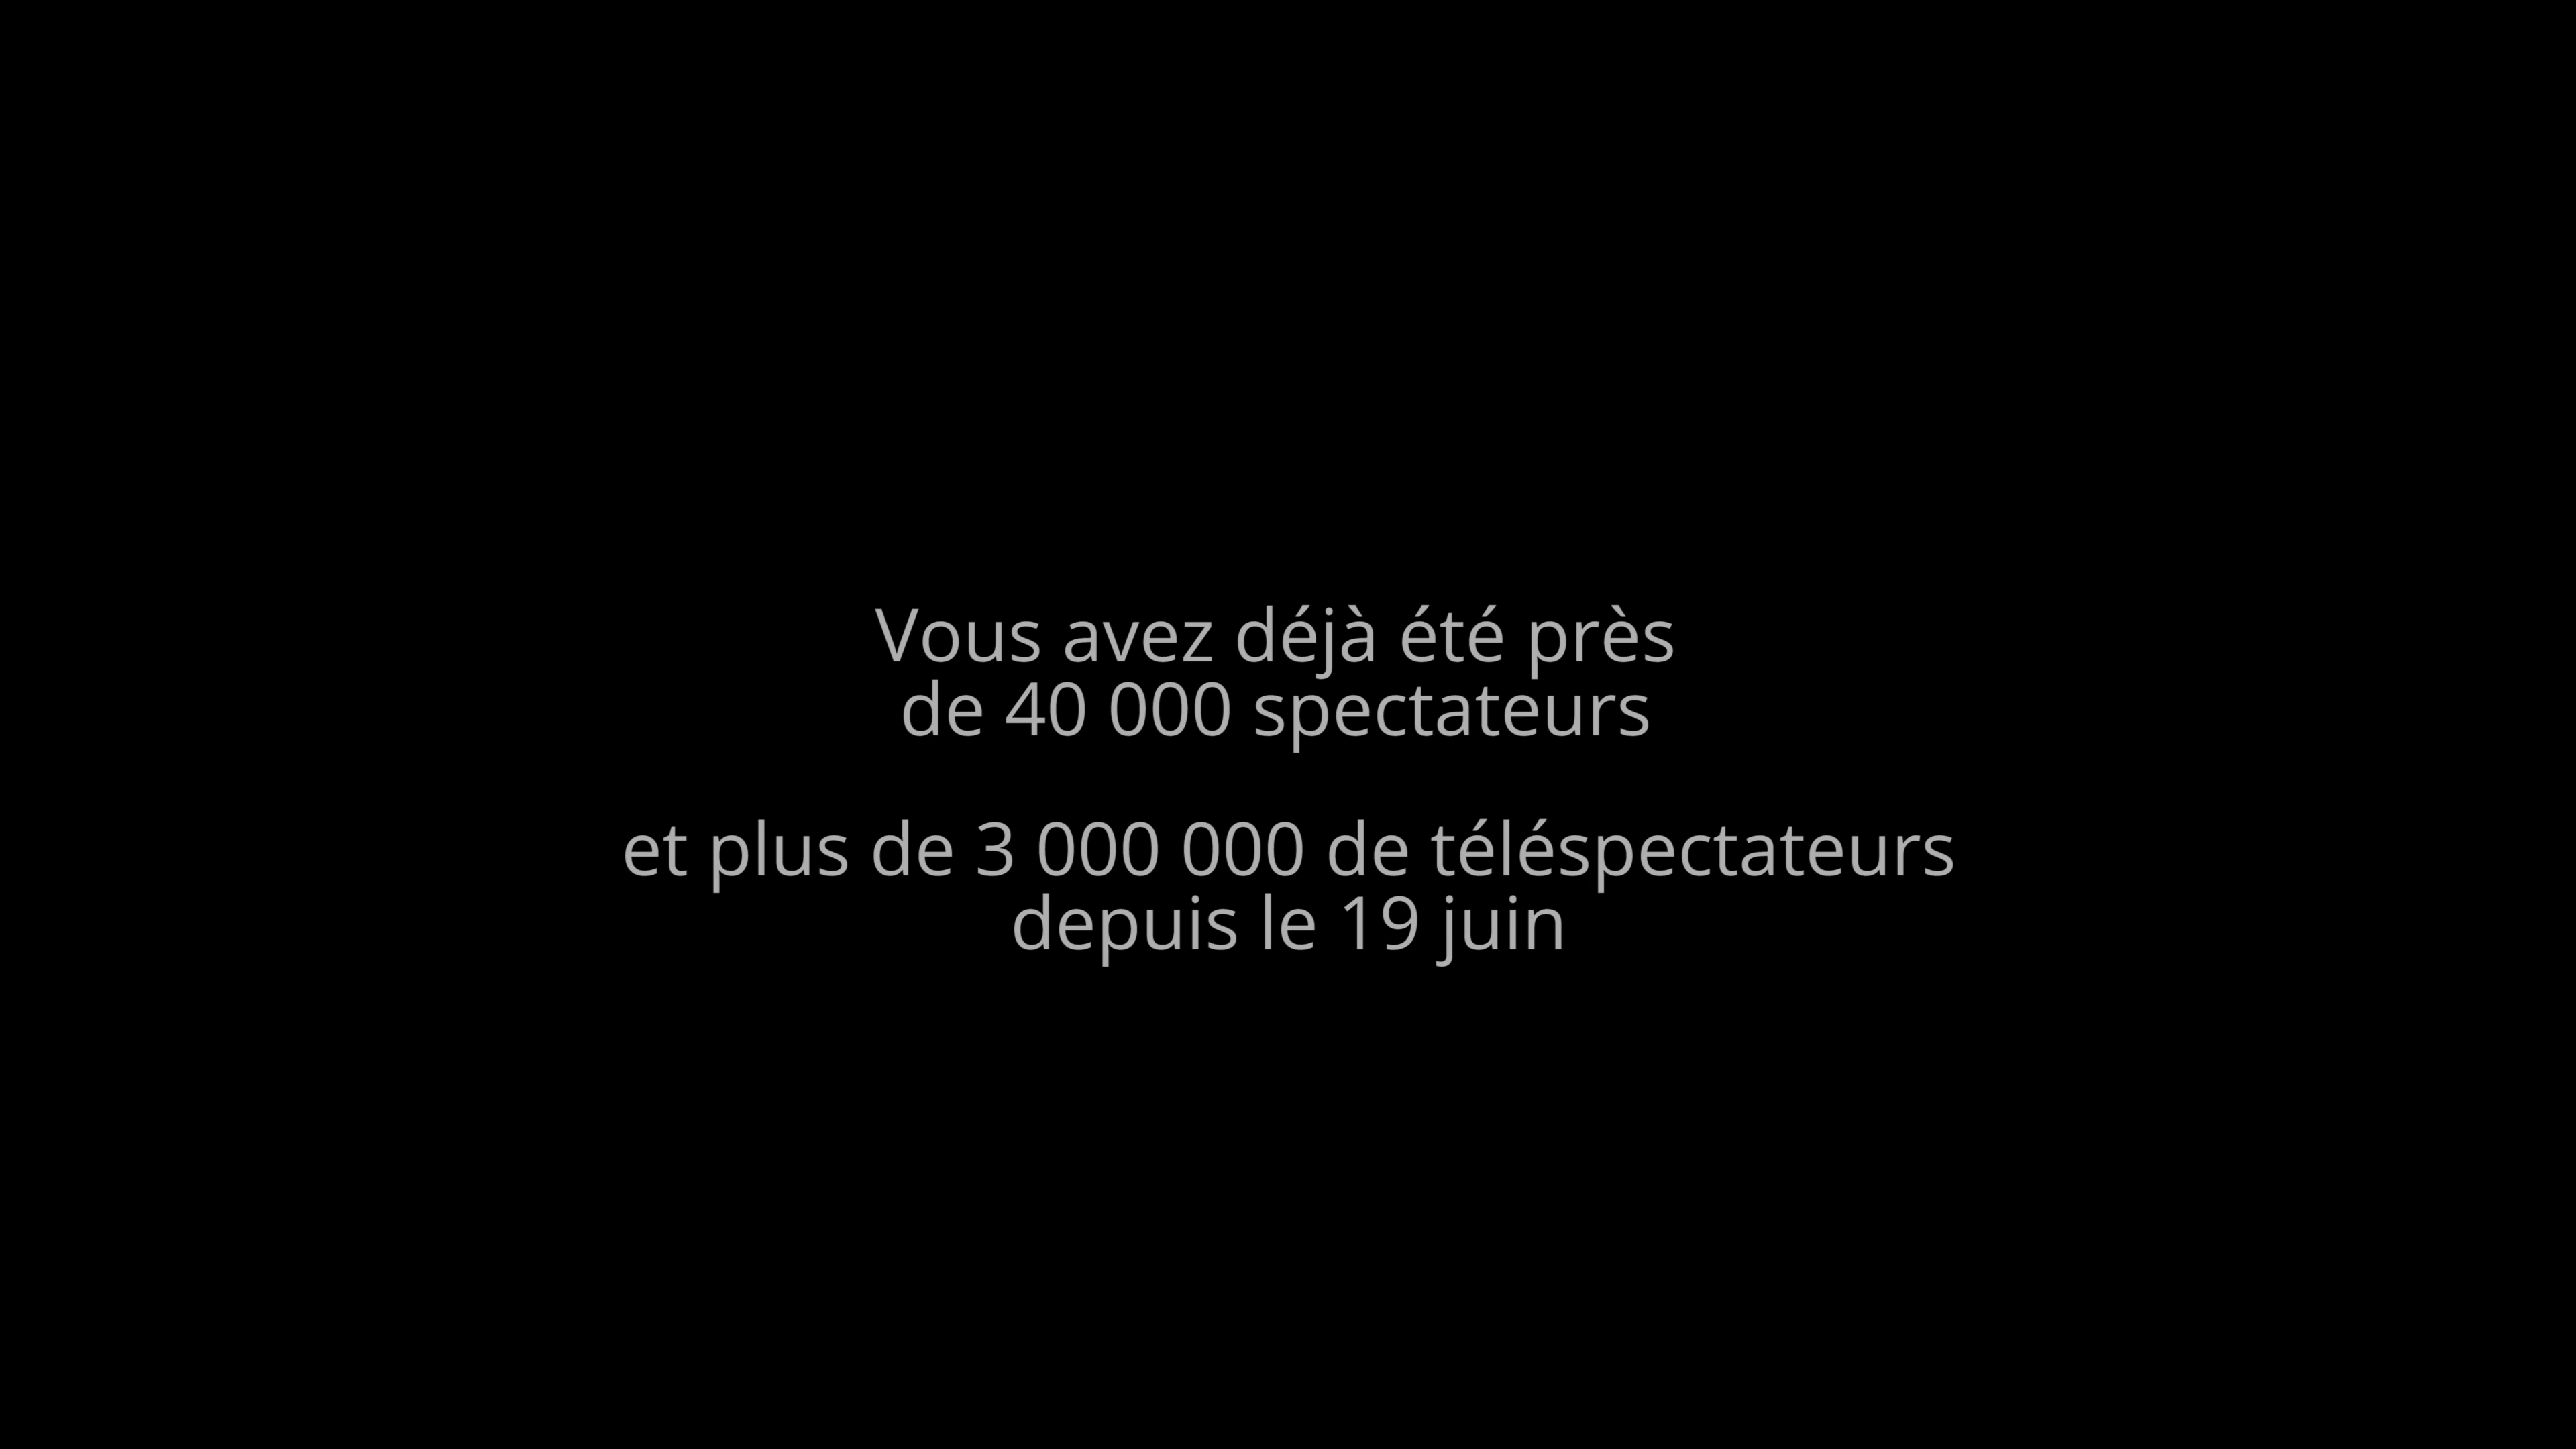 Vous avez déjà été près
de 40 000 spectateurs
et plus de 3 000 000 de téléspectateurs
depuis le 19 juin